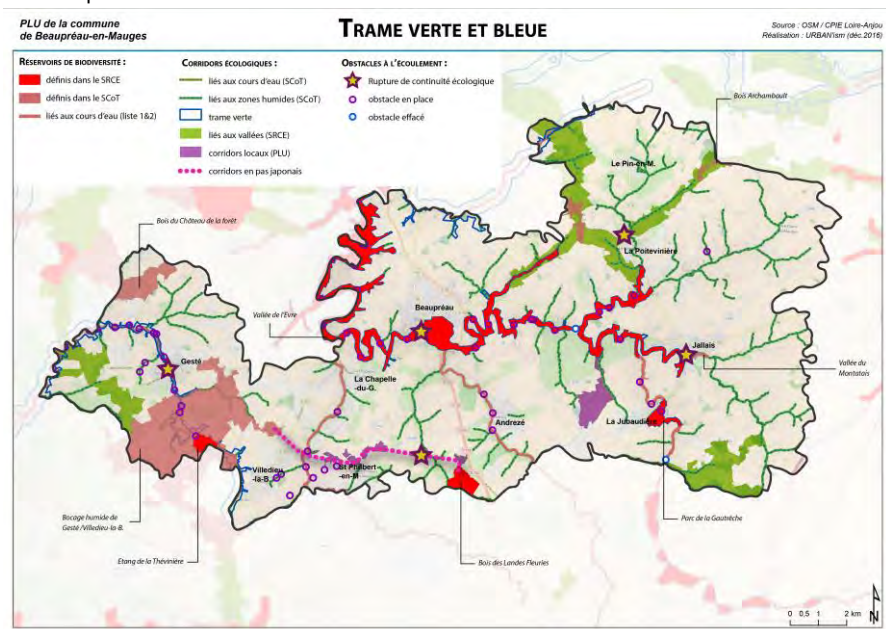 PLU de la commune
de Beaupréau-en-Mauges
TRAME VERTE ET BLEUE
Source : OSM / CPIE Loire-Anjou
Réalisation : URBAN'ism (déc.2016)
RÉSERVOIRS DE BIODIVERSITÉ :
définis dans le SRCE
définis dans le SCoT
liés aux cours d'eau (liste 1&2)
CORRIDORS ÉCOLOGIQUES :
liés aux cours d'eau (SCoT)
liés aux zones humides (SCoT)
trame verte
liés aux vallées (SRCE)
corridors locaux (PLU)
corridors en pas japonais
OBSTACLES À L'ÉCOULEMENT :
Rupture de continuité écologique
obstacle en place
obstacle effacé
Bois Archambault
Le Pin-en-M.
Bois du Château de la forêt
La Poitevinière
Vallée de l'Evre
Beaupréau
Jallais
Gesté
Vallée du
Montatais
La Chapelle
-du-G.
Andrezé
La Jubaudière
Villedieu
-la-B.
St Philbert
-en-M
Bocage humide de
Gesté /Villedieu-la-B.
Parc de la Gautrèche
Etang de la Thévinière
Bois des Landes Fleuries
0 0,5 1 2 km
N